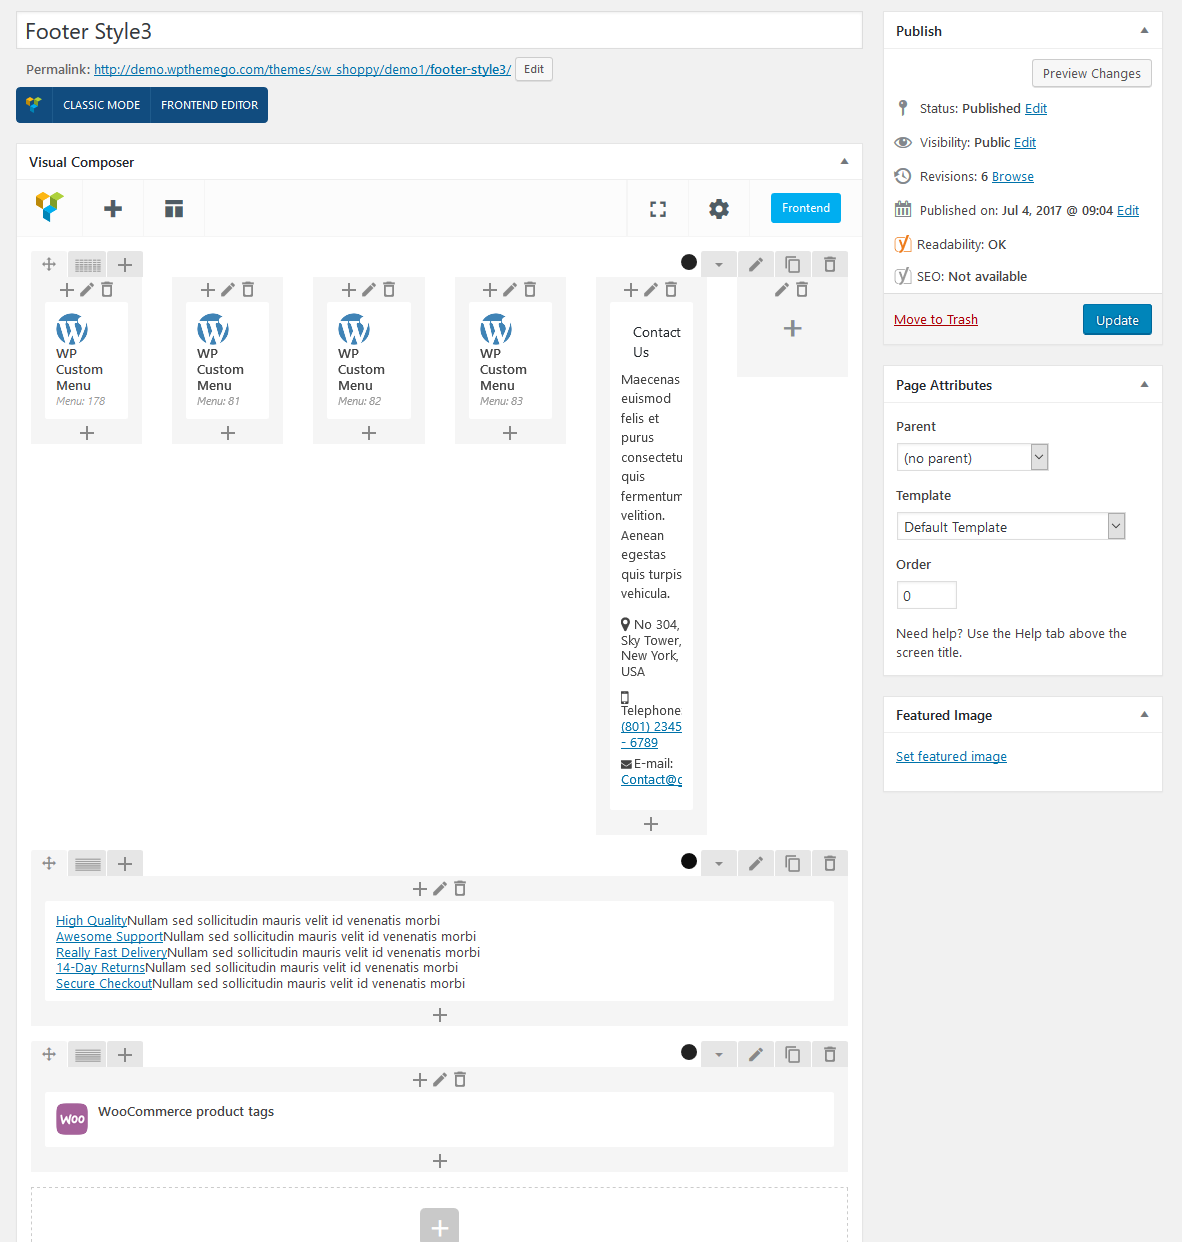 Footer Style3
Permalink: http://demo.wpthemego.com/themes/sw_shoppy/demo1/footer-style3/ Edit
CLASSIC MODE FRONTEND EDITOR
Visual Composer
Frontend
WP
Custom
Menu
Menu: 178
WP
Custom
Menu
Menu: 81
WP
Custom
Menu
Menu: 82
WP
Custom
Menu
Menu: 83
Contact
Us
Maecenas
euismod
felis et
purus
consectetu
quis
fermentum
velition.
Aenean
egestas
quis turpis
vehicula.
No 304,
Sky Tower,
New York,
USA
Telephone
(801) 2345
- 6789
E-mail:
Contact@g
High QualityNullam sed sollicitudin mauris velit id venenatis morbi
Awesome SupportNullam sed sollicitudin mauris velit id venenatis morbi
Really Fast DeliveryNullam sed sollicitudin mauris velit id venenatis morbi
14-Day ReturnsNullam sed sollicitudin mauris velit id venenatis morbi
Secure CheckoutNullam sed sollicitudin mauris velit id venenatis morbi
Woo WooCommerce product tags
Publish
Preview Changes
Status: Published Edit
Visibility: Public Edit
Revisions: 6 Browse
Published on: Jul 4, 2017 @ 09:04 Edit
Readability: OK
SEO: Not available
Move to Trash Update
Page Attributes
Parent
(no parent)
Template
Default Template
Order
0
Need help? Use the Help tab above the
screen title.
Featured Image
Set featured image